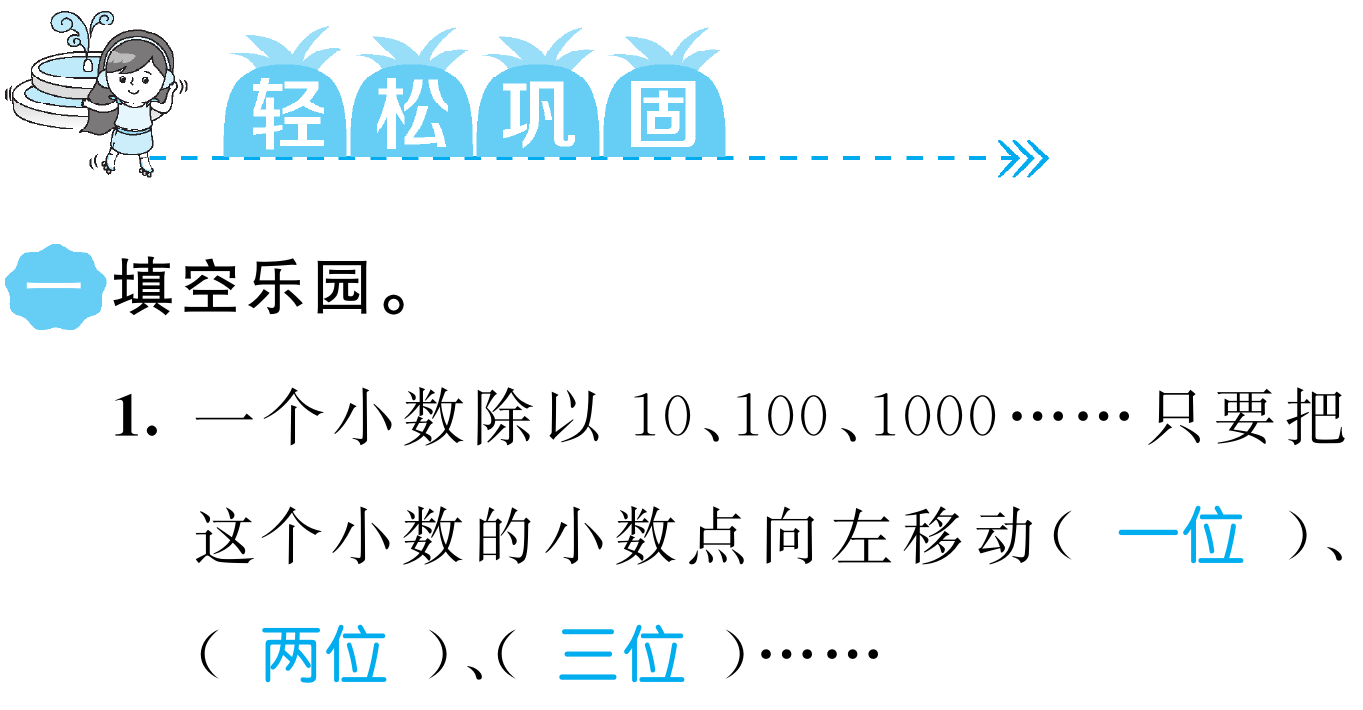 轻松巩固
一 填空乐园。
1. 一个小数除以 10、100、1000……只要把
这个小数的小数点向左移动( 一位 )、
( 两位 )、( 三位 )……